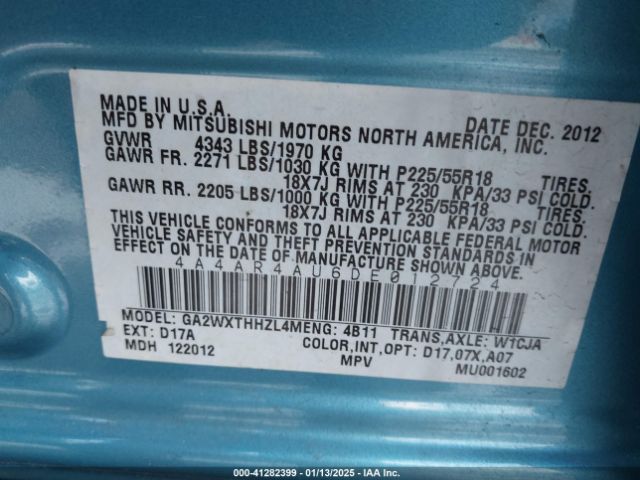 MADE IN U.S.A. DATE DEC. 2012
MFD BY MITSUBISHI MOTORS NORTH AMERICA, INC.
GVWR 4343 LBS/1970 KG
GAWR FR. 2271 LBS/1030 KG WITH P225/55R18 TIRES.
18X7J RIMS AT 230 KPA/33 PSI COLD.
GAWR RR. 2205 LBS/1000 KG WITH P225/55R18 TIRES.
18X7J RIMS AT 230 KPA/33 PSI COLD.
THIS VEHICLE CONFORMS TO ALL APPLICABLE FEDERAL MOTOR
VEHICLE SAFETY AND THEFT PREVENTION STANDARDS IN
EFFECT ON THE DATE OF MANUFACTURE SHOWN ABOVE.
4A4AR4AU6DE012724
MODEL: GA2WXTHHZL4MENG: 4B11 TRANS,AXLE: W1CJA
EXT: D17A COLOR,INT,OPT: D17,07X,A07
MDH 122012 MPV
MU001602
000-41282399 - 01/13/2025 - IAA Inc.